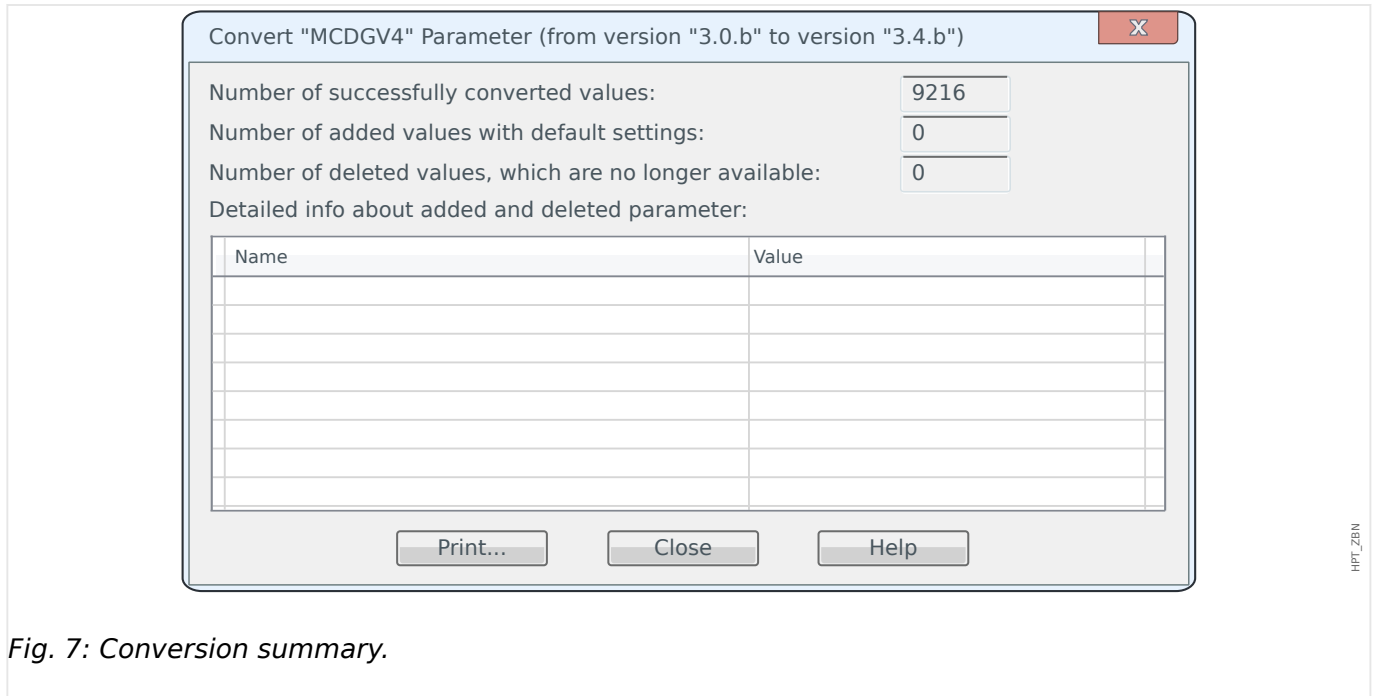 Convert "MCDGV4" Parameter (from version "3.0.b" to version "3.4.b")
X
Number of successfully converted values: 9216
Number of added values with default settings: 0
Number of deleted values, which are no longer available: 0
Detailed info about added and deleted parameter:
Name Value
Print... Close Help
HPT_ZBN
Fig. 7: Conversion summary.